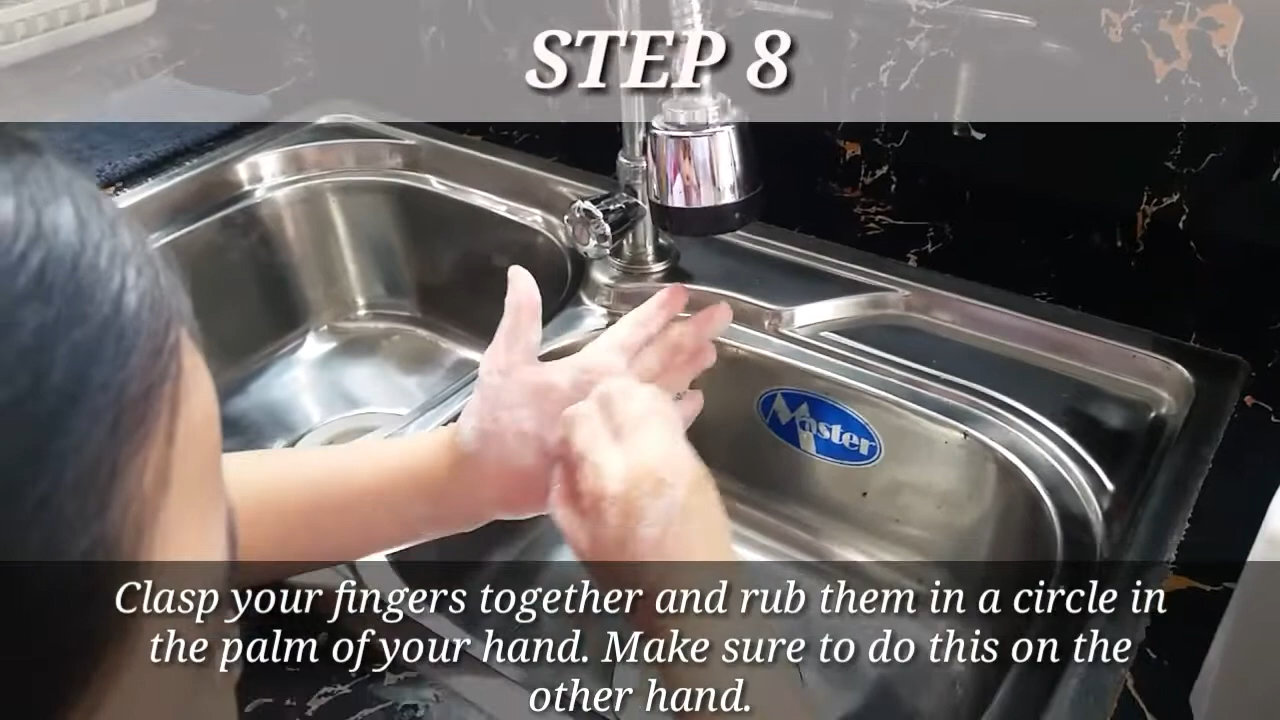 STEP 8
Master
Clasp your fingers together and rub them in a circle in
the palm of your hand. Make sure to do this on the
other hand.